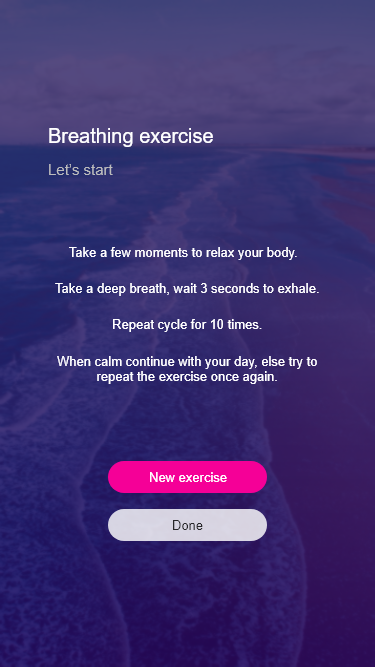 Breathing exercise
Let's start
Take a few moments to relax your body.
Take a deep breath, wait 3 seconds to exhale.
Repeat cycle for 10 times.
When calm continue with your day, else try to
repeat the exercise once again.
New exercise
Done